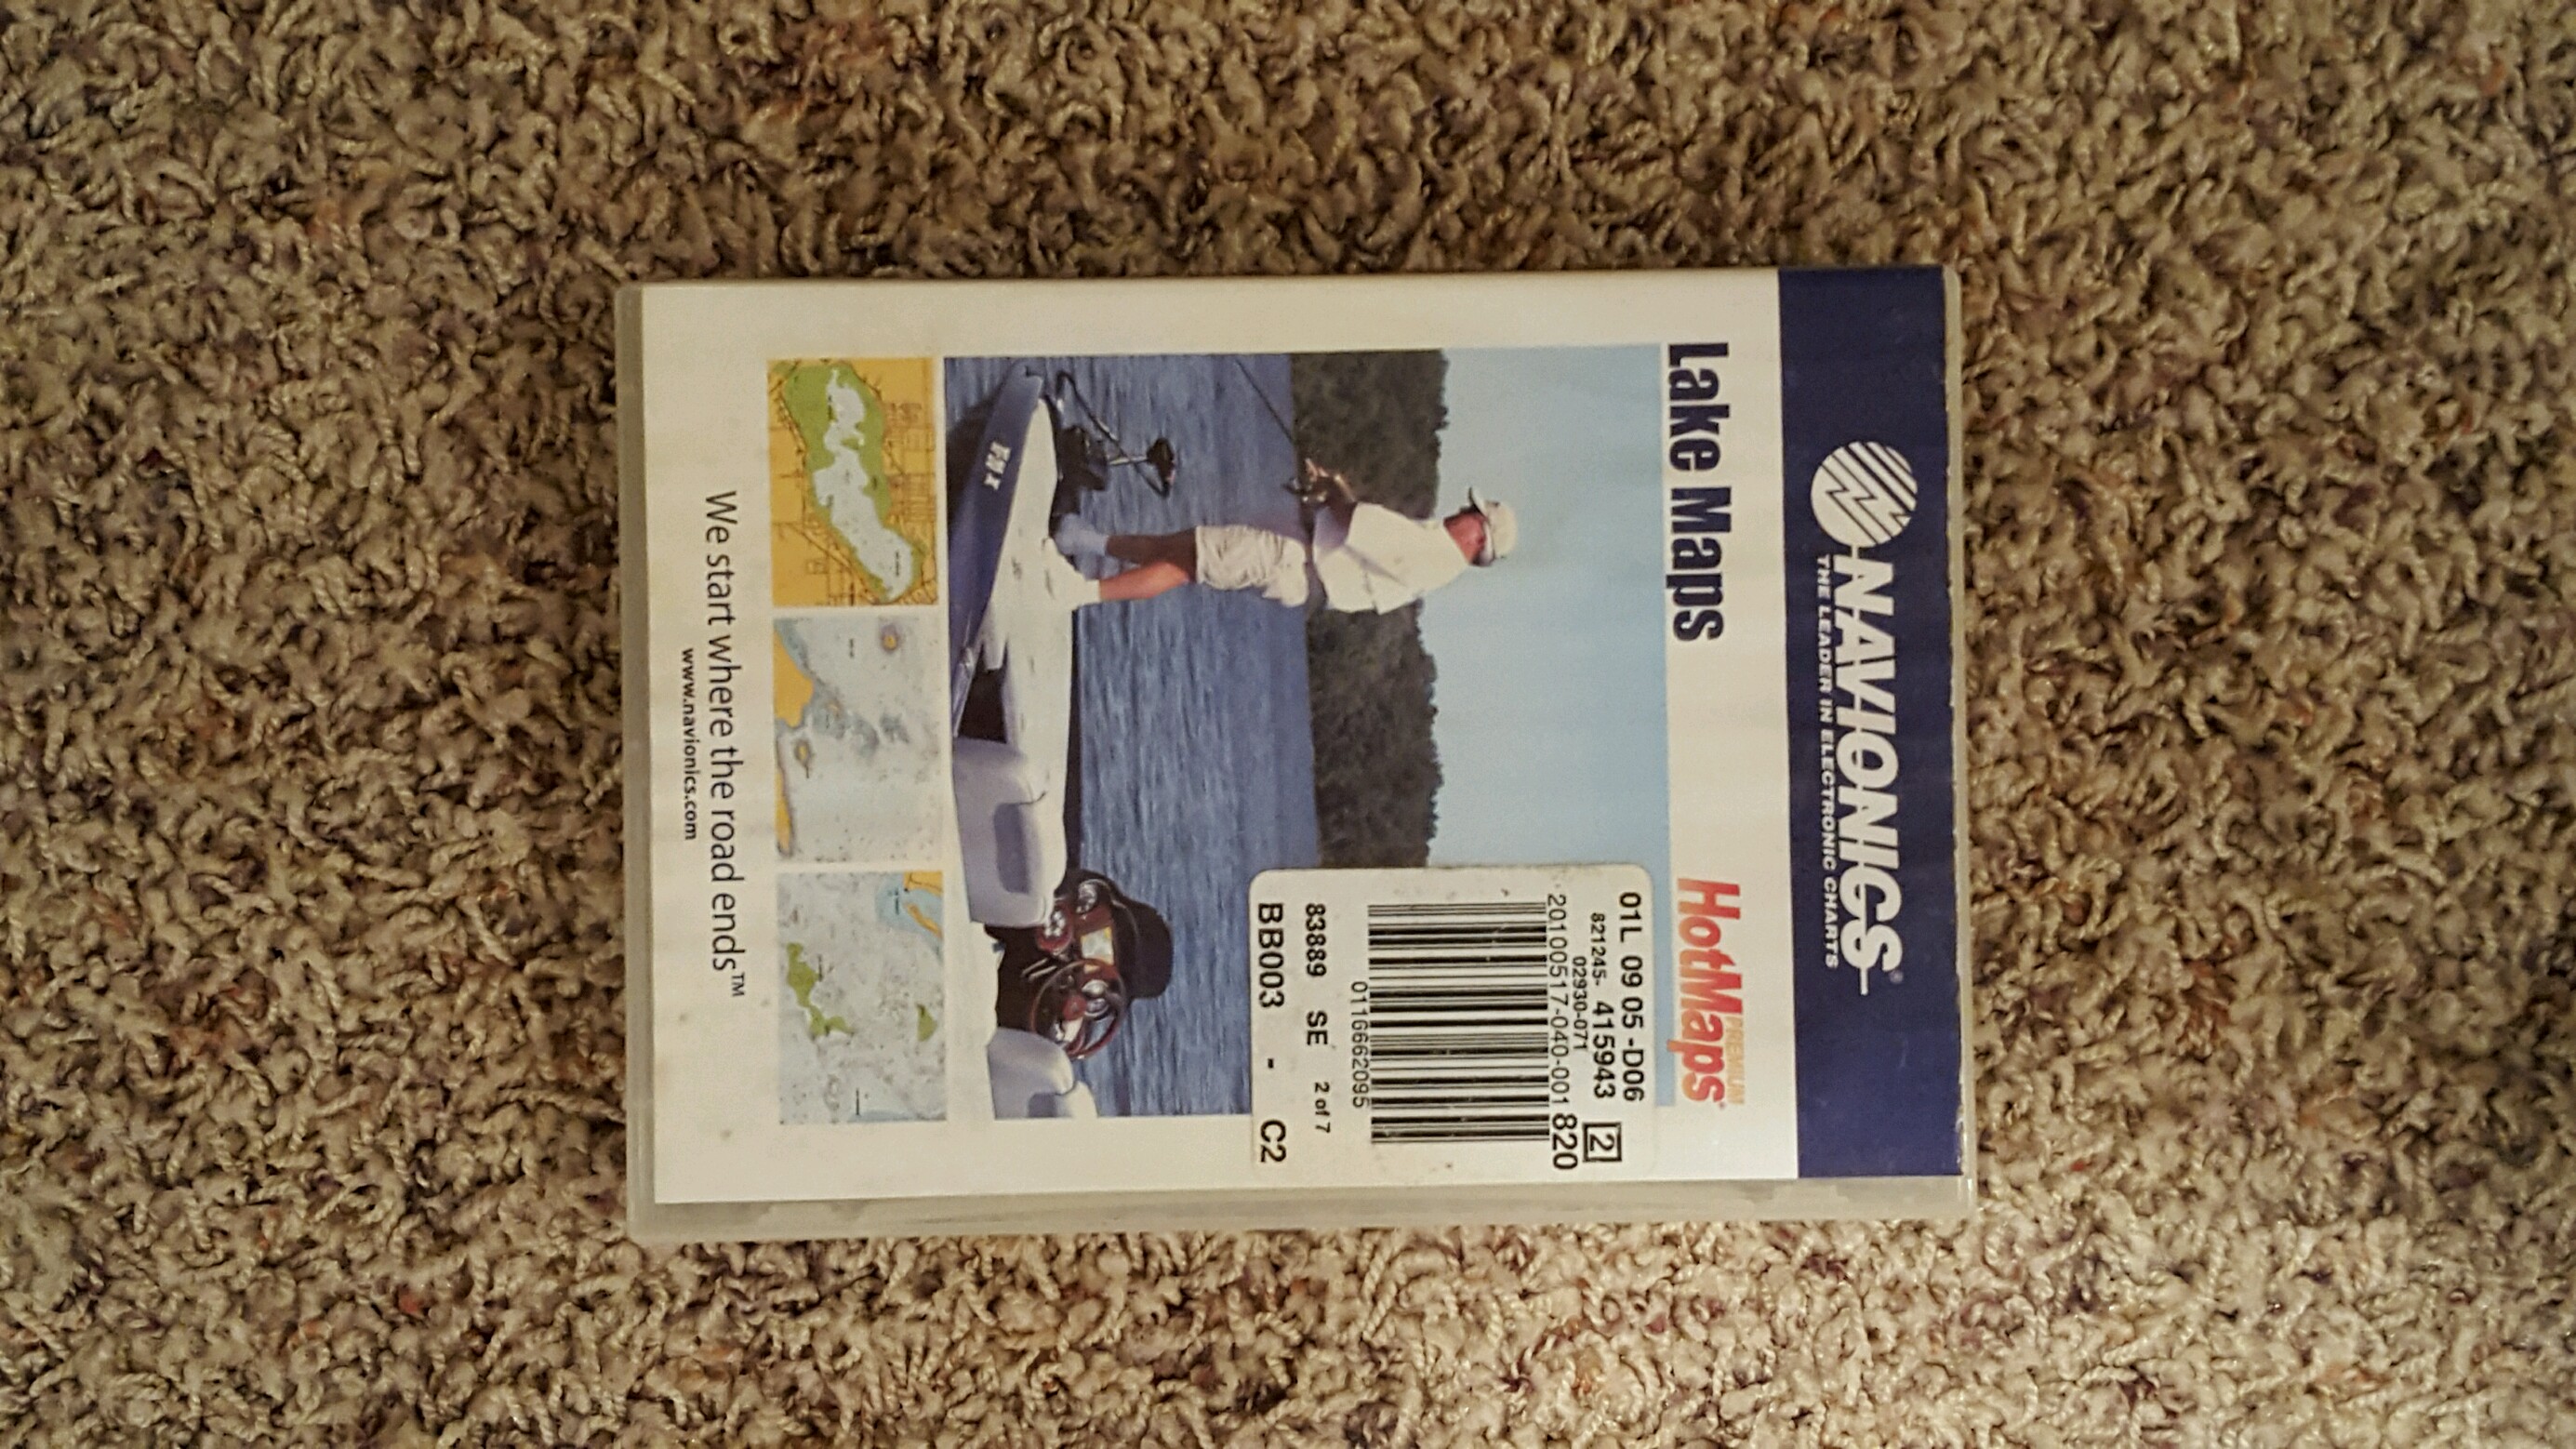 NAVIONICS®
THE LEADER IN ELECTRONIC CHARTS
Lake Maps
HotMaps®
PREMIUM
01L 09 05 -D06
821245- 415943 2
02930-071
20100517-040-001 820
0116662095
83889 SE 2 of 7
BB003 - C2
We start where the road ends™
www.navionics.com